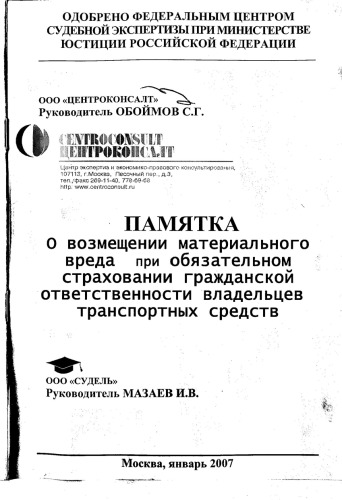 ОДОБРЕНО ФЕДЕРАЛЬНЫМ ЦЕНТРОМ
СУДЕБНОЙ ЭКСПЕРТИЗЫ ПРИ МИНИСТЕРСТВЕ
ЮСТИЦИИ РОССИЙСКОЙ ФЕДЕРАЦИИ
ООО «ЦЕНТРОКОНСАЛТ»
Руководитель ОБОЙМОВ С.Г.
CENTROCONSULT
ЦЕНТРОКОНСАЛТ
Центр экспертиз и экономико-правового консультирования,
107113, г.Москва, Песочный пер., д.3,
тел./факс 269-11-40, 778-69-68
http. www.centroconsult.ru
ПАМЯТКА
О возмещении материального
вреда при обязательном
страховании гражданской
ответственности владельцев
транспортных средств
ООО «СУДЕЛЬ»
Руководитель МАЗАЕВ И.В.
Москва, январь 2007